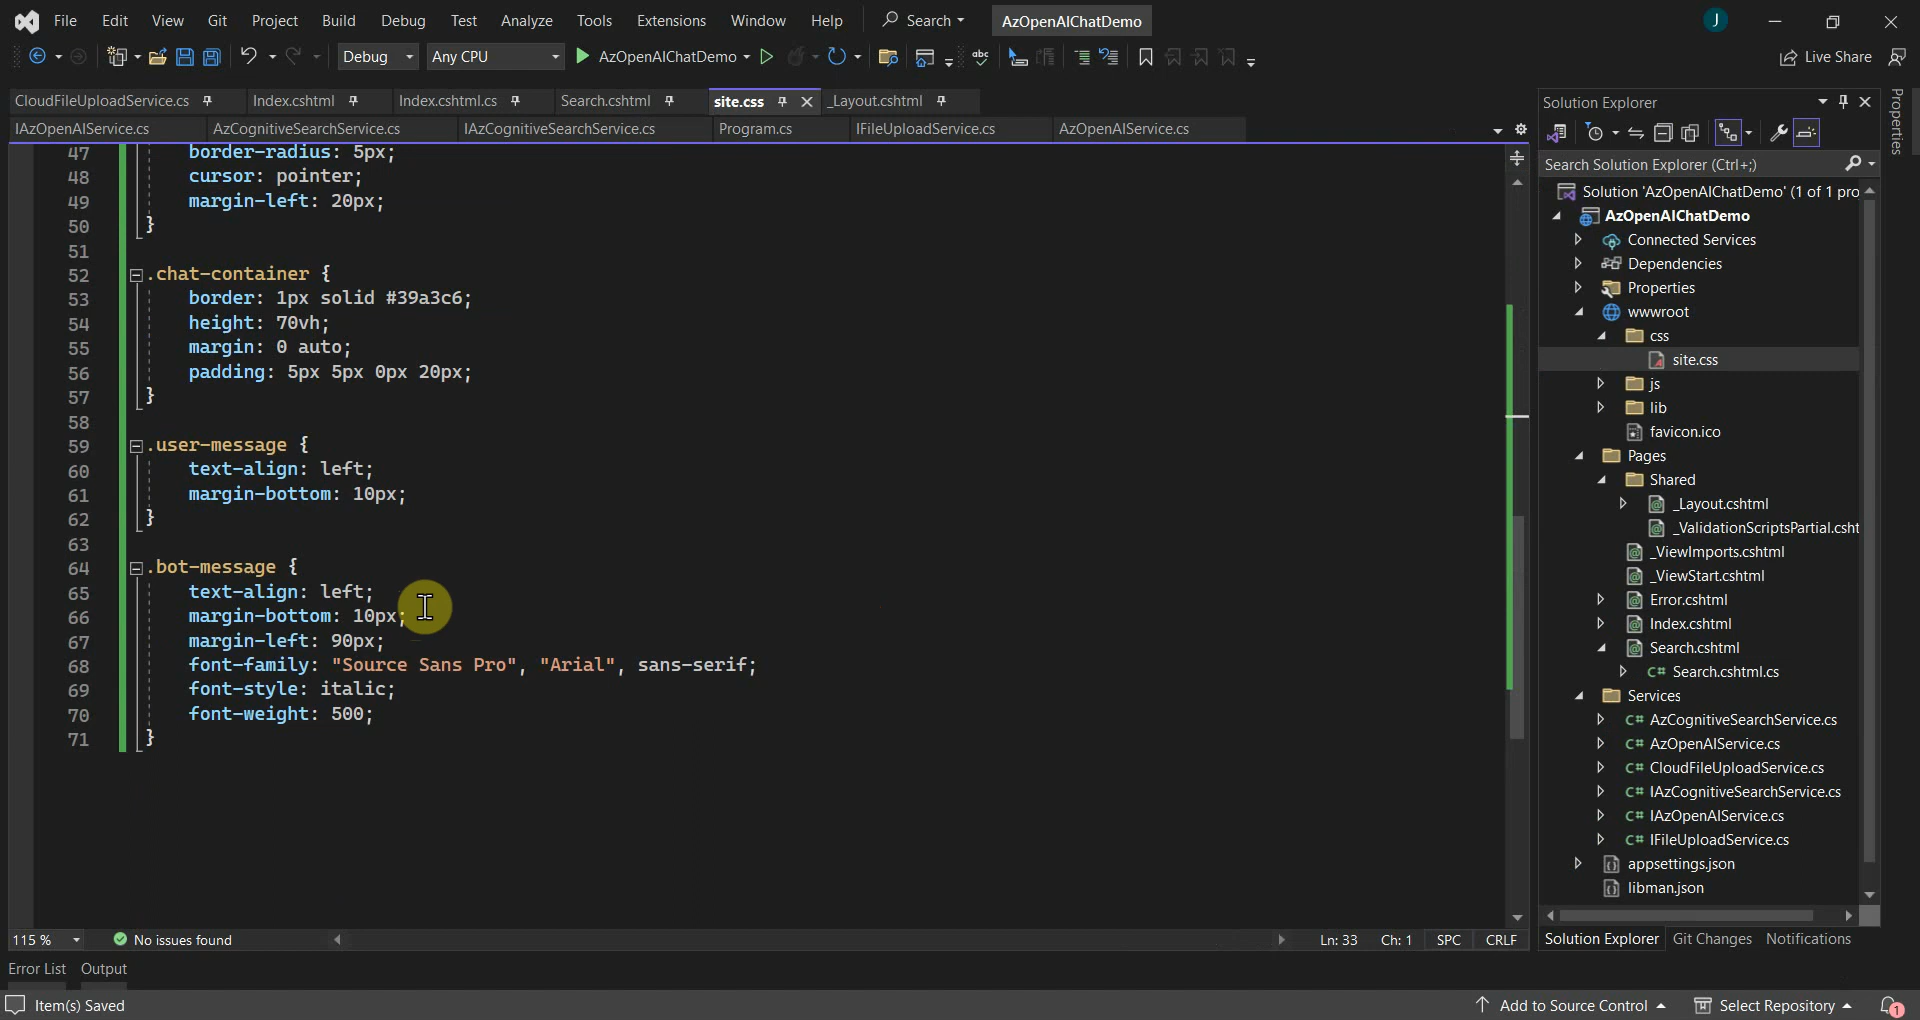 File Edit View Git Project Build Debug Test Analyze Tools Extensions Window Help Search AzOpenAIChatDemo J
Debug Any CPU AzOpenAIChatDemo abc Live Share
CloudFileUploadService.cs Index.cshtml Index.cshtml.cs Search.cshtml site.css _Layout.cshtml
IAzOpenAIService.cs AzCognitiveSearchService.cs IAzCognitiveSearchService.cs Program.cs IFileUploadService.cs AzOpenAIService.cs
47 border-radius: 5px;
48 cursor: pointer;
49 margin-left: 20px;
50 }
51
52 .chat-container {
53 border: 1px solid #39a3c6;
54 height: 70vh;
55 margin: 0 auto;
56 padding: 5px 5px 0px 20px;
57 }
58
59 .user-message {
60 text-align: left;
61 margin-bottom: 10px;
62 }
63
64 .bot-message {
65 text-align: left;
66 margin-bottom: 10px;
67 margin-left: 90px;
68 font-family: "Source Sans Pro", "Arial", sans-serif;
69 font-style: italic;
70 font-weight: 500;
71 }
115 % No issues found Ln: 33 Ch: 1 SPC CRLF
Error List Output
Item(s) Saved Add to Source Control Select Repository 1
Solution Explorer
Search Solution Explorer (Ctrl+;)
Solution 'AzOpenAIChatDemo' (1 of 1 pro
AzOpenAIChatDemo
Connected Services
Dependencies
Properties
wwwroot
css
site.css
js
lib
favicon.ico
Pages
Shared
_Layout.cshtml
_ValidationScriptsPartial.csht
_ViewImports.cshtml
_ViewStart.cshtml
Error.cshtml
Index.cshtml
Search.cshtml
C# Search.cshtml.cs
Services
C# AzCognitiveSearchService.cs
C# AzOpenAIService.cs
C# CloudFileUploadService.cs
C# IAzCognitiveSearchService.cs
C# IAzOpenAIService.cs
C# IFileUploadService.cs
appsettings.json
libman.json
Solution Explorer Git Changes Notifications
Properties